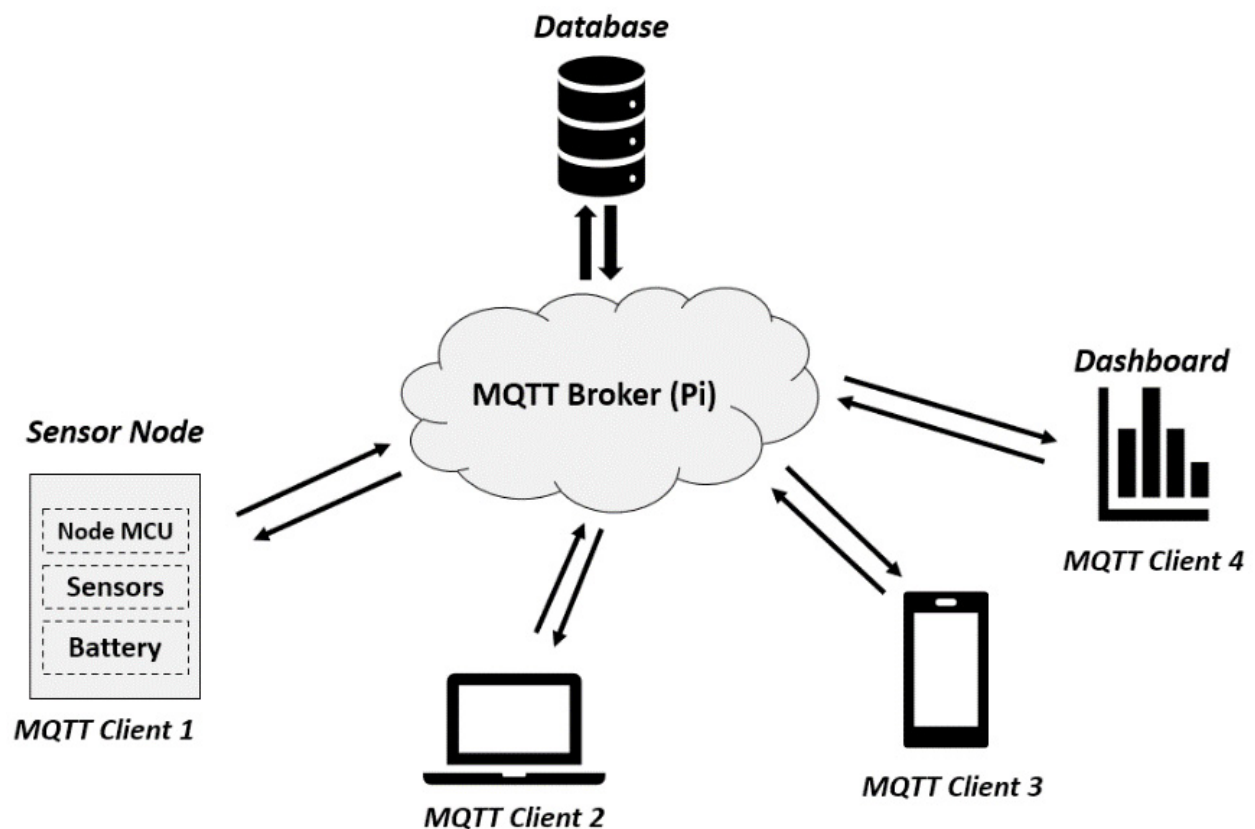 Database
MQTT Broker (Pi)
Dashboard
MQTT Client 4
Sensor Node
Node MCU
Sensors
Battery
MQTT Client 1
MQTT Client 2
MQTT Client 3